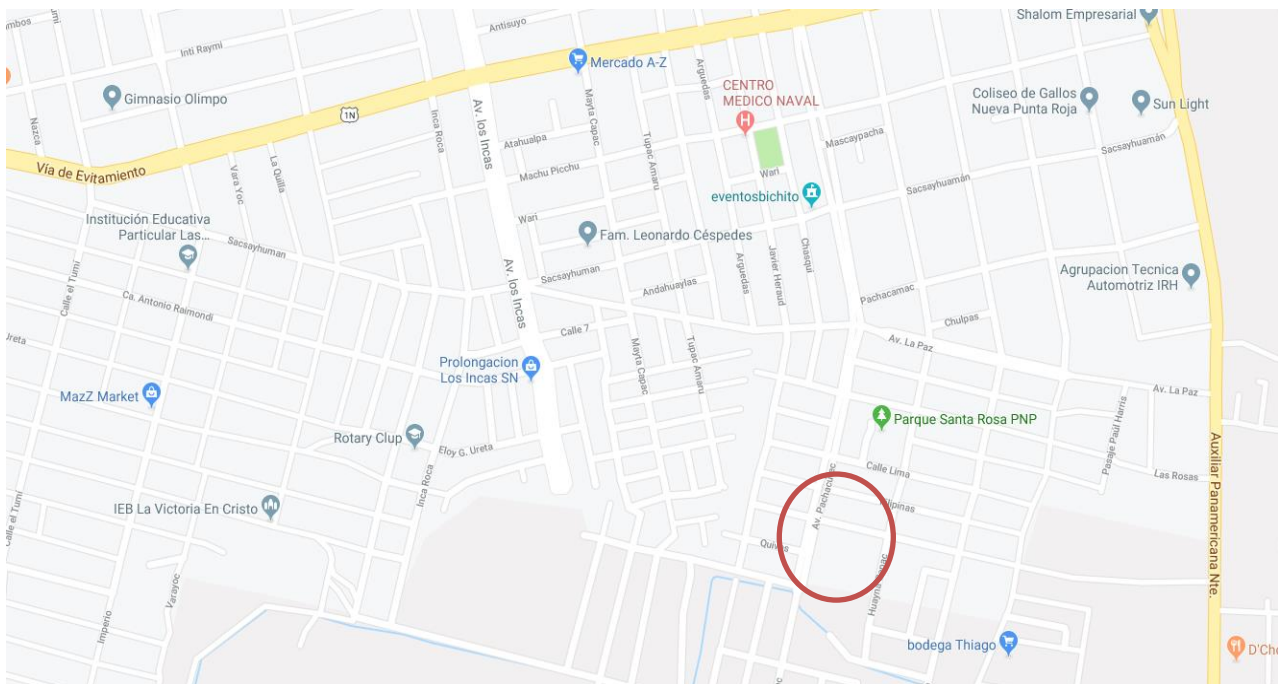 Shalom Empresarial
Antisuyo
Inti Raymi
Mercado A-Z
Arguedas
CENTRO
MEDICO NAVAL
Coliseo de Gallos
Nueva Punta Roja
Sun Light
Gimnasio Olimpo
1N
Nazca
Inca Roca
Av. los Incas
Mayta Capac
Atahualpa
Tupac Amaru
Mascaypacha
Sacsayhuamán
Vía de Evitamiento
Vara Yoc
La Quilla
Machu Picchu
Wari
Sacsayhuamán
eventosbichito
Institución Educativa
Particular Las...
Wari
Fam. Leonardo Céspedes
Sacsayhuman
Calle el Tumi
Av. los Incas
Sacsayhuman
Andahuaylas
Arguedas
Javier Heraud
Chasqui
Agrupacion Tecnica
Automotriz IRH
Ca. Antonio Raimondi
Pachacamac
Chulpas
Calle 7
Mayta Capac
Tupac Amaru
Av. La Paz
Prolongacion
Los Incas SN
MazZ Market
Av. La Paz
Parque Santa Rosa PNP
Pasaje Paúl Harris
Rotary Clup
Eloy G. Ureta
Auxiliar Panamericana Nte.
Calle Lima
Las Rosas
Inca Roca
Av. Pachacutec
Filipinas
IEB La Victoria En Cristo
Calle el Tumi
Huayna Capac
Varayoc
Imperio
bodega Thiago
D'Che